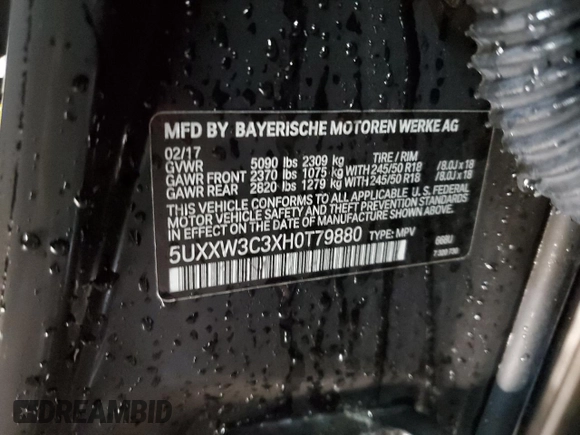 MFD BY BAYERISCHE MOTOREN WERKE AG
02/17
GVWR 5090 lbs 2309 kg TIRE / RIM
GAWR FRONT 2370 lbs 1075 kg WITH 245/50 R18 /8.0J x 18
GAWR REAR 2820 lbs 1279 kg WITH 245/50 R18 /8.0J x 18
THIS VEHICLE CONFORMS TO ALL APPLICABLE U.S. FEDERAL
MOTOR VEHICLE SAFETY, BUMPER, AND THEFT PREVENTION
STANDARDS IN EFFECT ON THE DATE OF MANUFACTURE SHOWN ABOVE.
5UXXW3C3XH0T79880 TYPE: MPV
DREAMBID